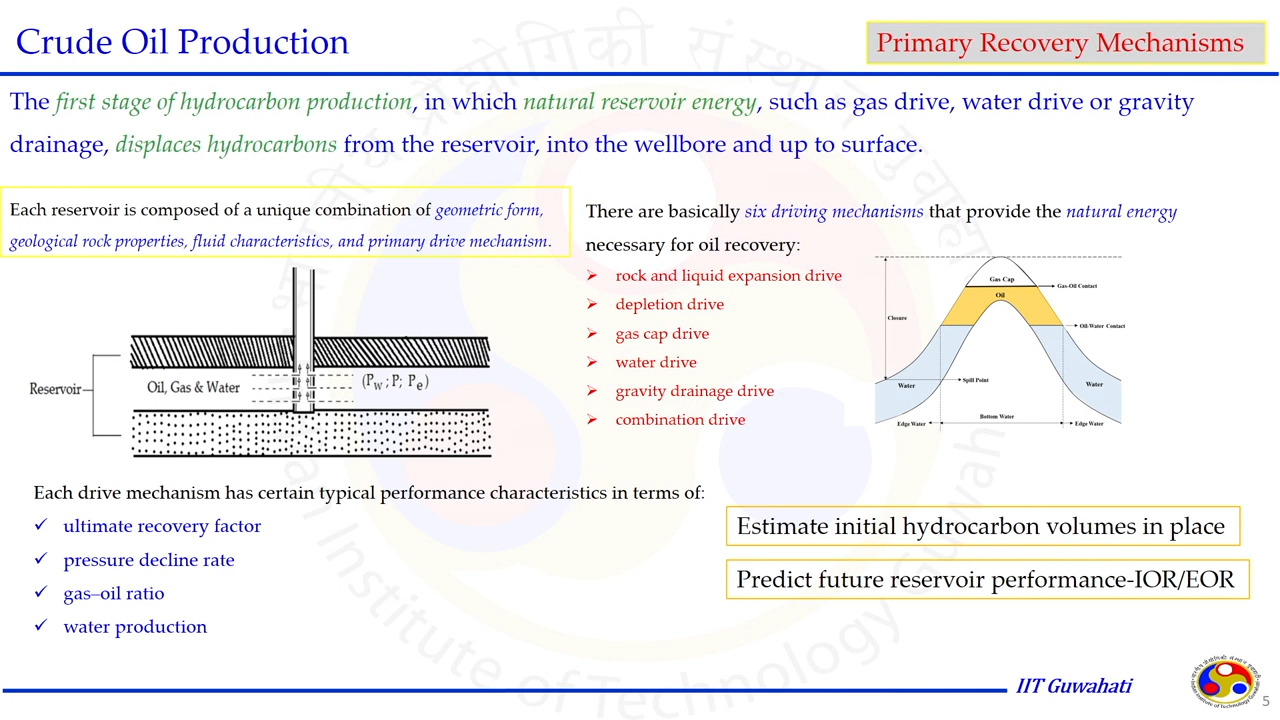 Crude Oil Production
Primary Recovery Mechanisms
The first stage of hydrocarbon production, in which natural reservoir energy, such as gas drive, water drive or gravity
drainage, displaces hydrocarbons from the reservoir, into the wellbore and up to surface.
Each reservoir is composed of a unique combination of geometric form,
geological rock properties, fluid characteristics, and primary drive mechanism.
Reservoir
Oil, Gas & Water
(Pw ; P; Pe)
Each drive mechanism has certain typical performance characteristics in terms of:
✓ ultimate recovery factor
✓ pressure decline rate
✓ gas–oil ratio
✓ water production
There are basically six driving mechanisms that provide the natural energy
necessary for oil recovery:
➢ rock and liquid expansion drive
➢ depletion drive
➢ gas cap drive
➢ water drive
➢ gravity drainage drive
➢ combination drive
Gas Cap
Gas-Oil Contact
Oil
Closure
Oil-Water Contact
Spill Point
Water
Water
Bottom Water
Edge Water
Edge Water
Estimate initial hydrocarbon volumes in place
Predict future reservoir performance-IOR/EOR
IIT Guwahati
5
Institute of Technology Guwahati